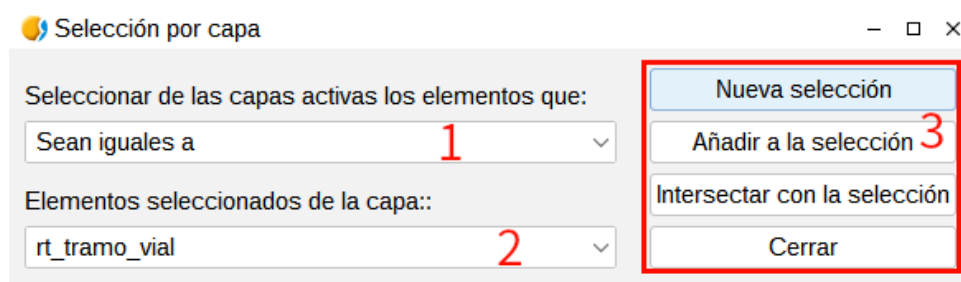 Selección por capa
Seleccionar de las capas activas los elementos que:
Sean iguales a 1
Elementos seleccionados de la capa::
rt_tramo_vial 2
Nueva selección
Añadir a la selección 3
Intersectar con la selección
Cerrar